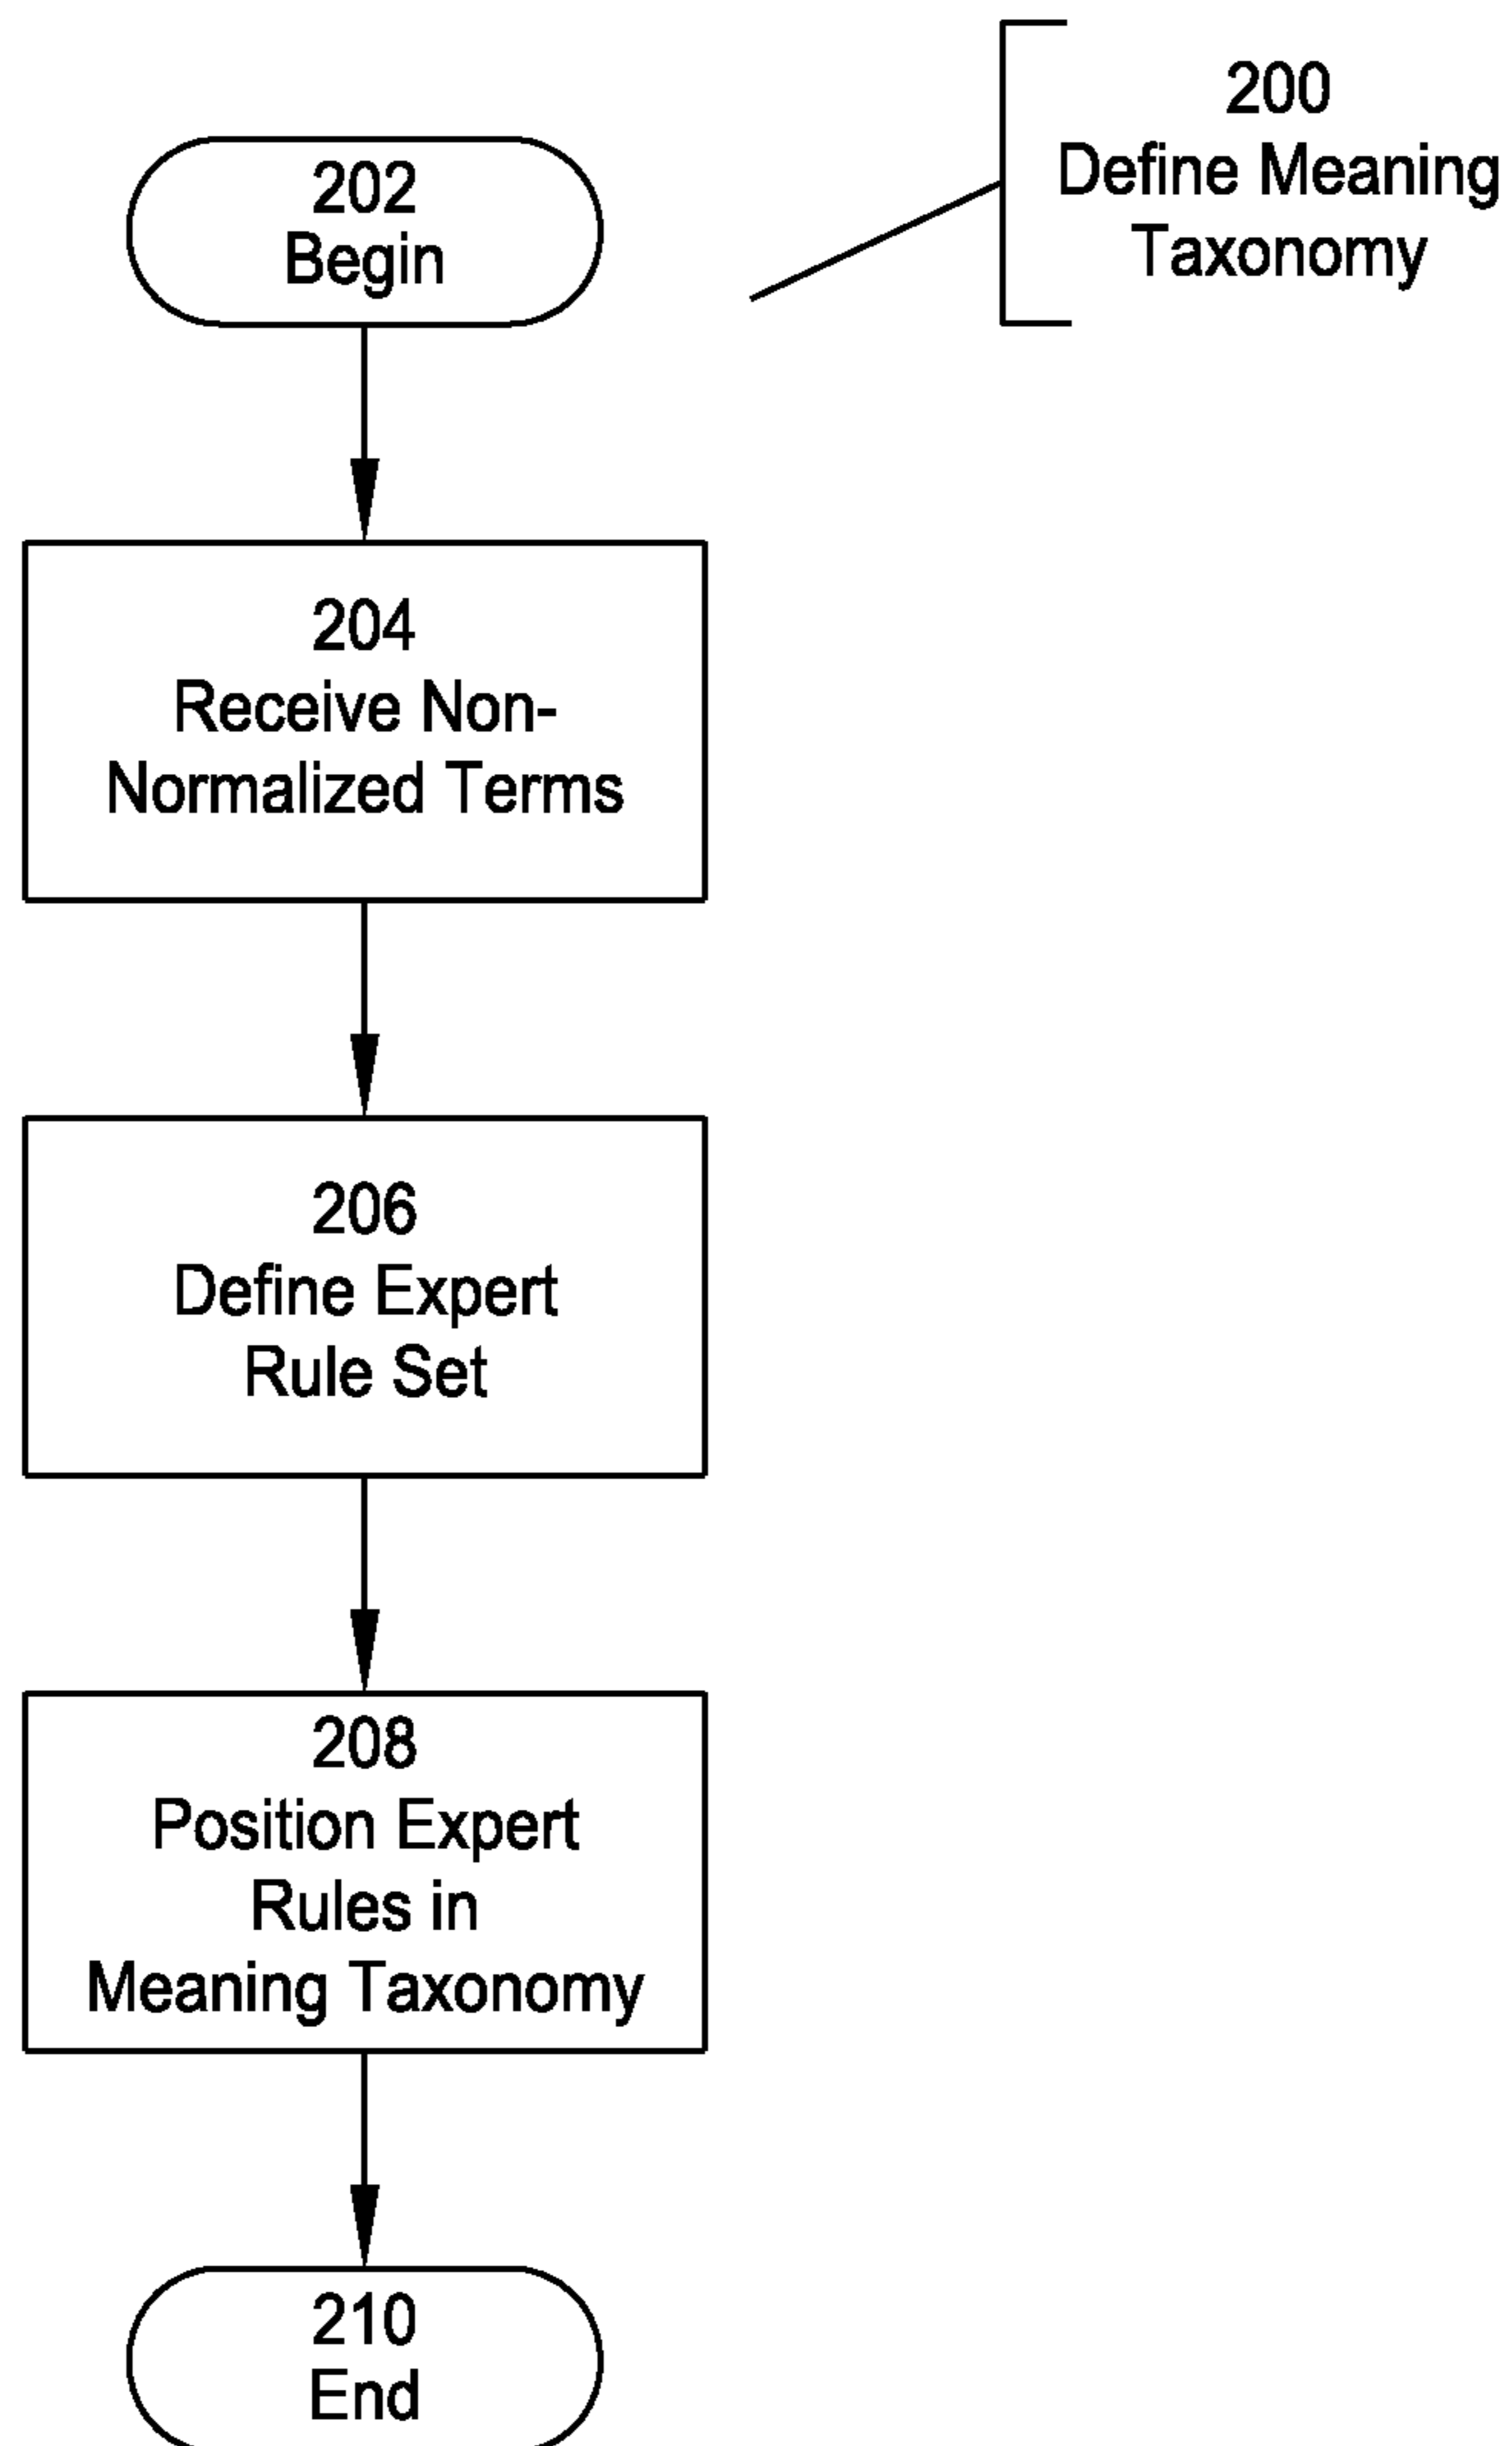 200
Define Meaning
Taxonomy
202
Begin
204
Receive Non-
Normalized Terms
206
Define Expert
Rule Set
208
Position Expert
Rules in
Meaning Taxonomy
210
End